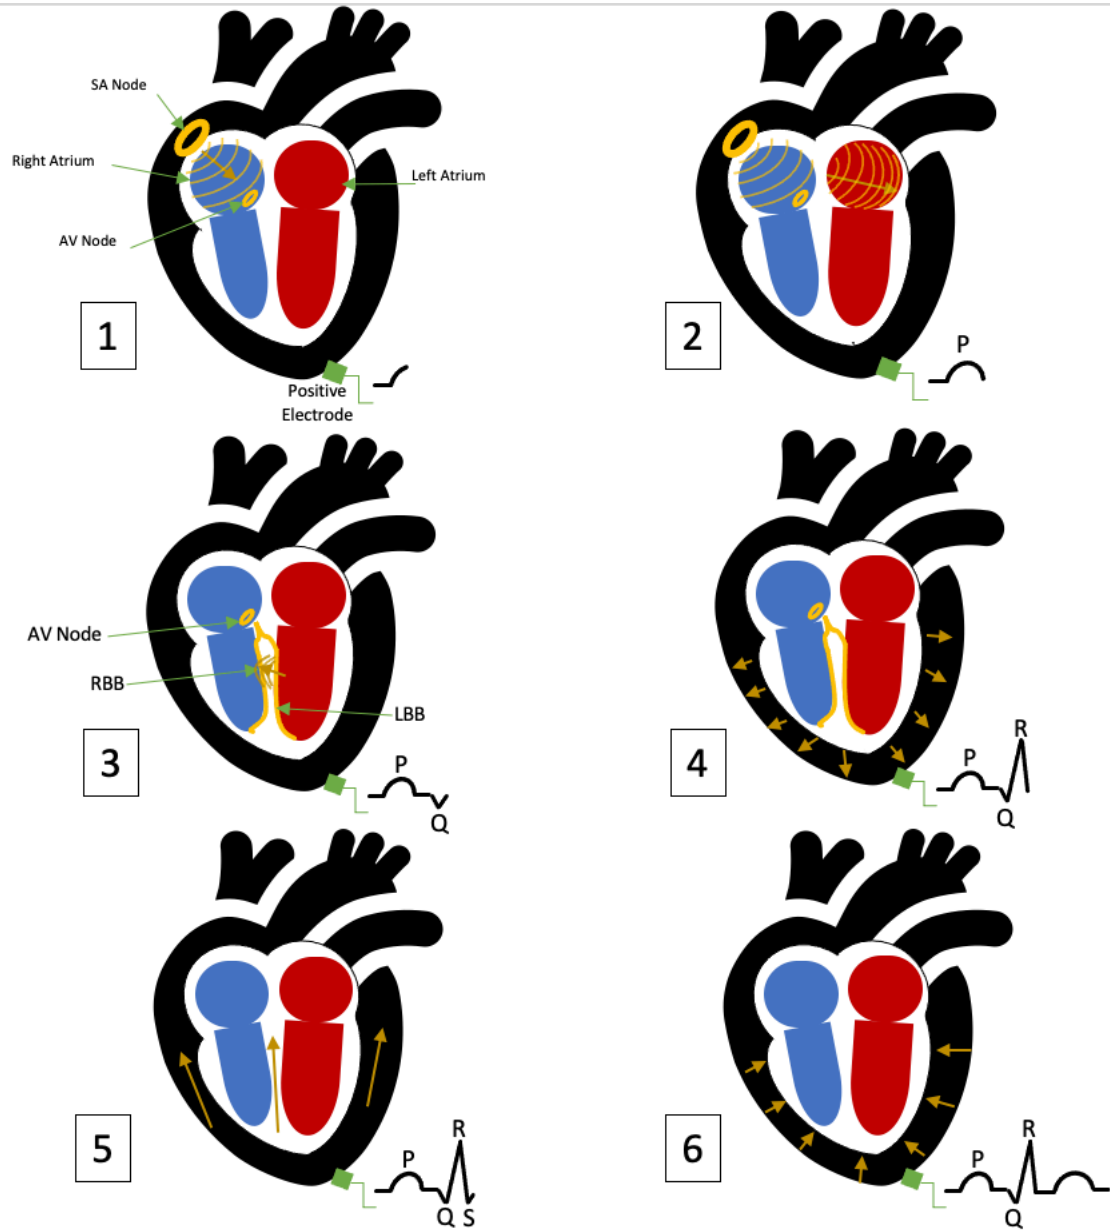 SA Node
Right Atrium
Left Atrium
AV Node
1
Positive
Electrode
P
2
AV Node
RBB
LBB
3
P
Q
R
P
4
Q
R
P
5
Q S
R
P
6
Q